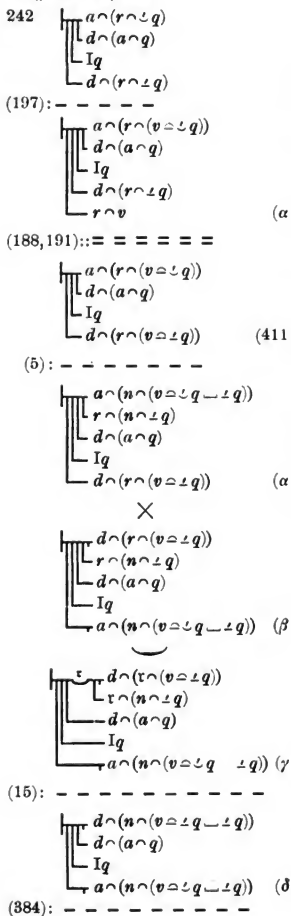 242 a⌢(r⌢⸝̆q)
d⌢(a⌢q)
Iq
d⌢(r⌢⸝q)
(197): — — — — — —
a⌢(r⌢(v≏⸝̆q))
d⌢(a⌢q)
Iq
d⌢(r⌢⸝q)
r⌢v (α
(188,191):: = = = = = =
a⌢(r⌢(v≏⸝q))
d⌢(a⌢q)
Iq
d⌢(r⌢(v≏⸝q)) (411
(5): — — — — — — — —
a⌢(n⌢(v≏⸝̆q⌣⸝q))
r⌢(n⌢⸝q)
d⌢(a⌢q)
Iq
d⌢(r⌢(v≏⸝q)) (α
×
d⌢(r⌢(v≏⸝q))
r⌢(n⌢⸝q)
d⌢(a⌢q)
Iq
a⌢(n⌢(v≏⸝̆q⌣⸝q)) (β
r d⌢(r⌢(v≏⸝q))
r⌢(n⌢⸝q)
d⌢(a⌢q)
Iq
a⌢(n⌢(v≏⸝̆q ⸝q)) (γ
(15): — — — — — — — — —
d⌢(n⌢(v≏⸝̆q⌣⸝q))
d⌢(a⌢q)
Iq
a⌢(n⌢(v≏⸝̆q⌣⸝q)) (δ
(384): — — — — — — — —